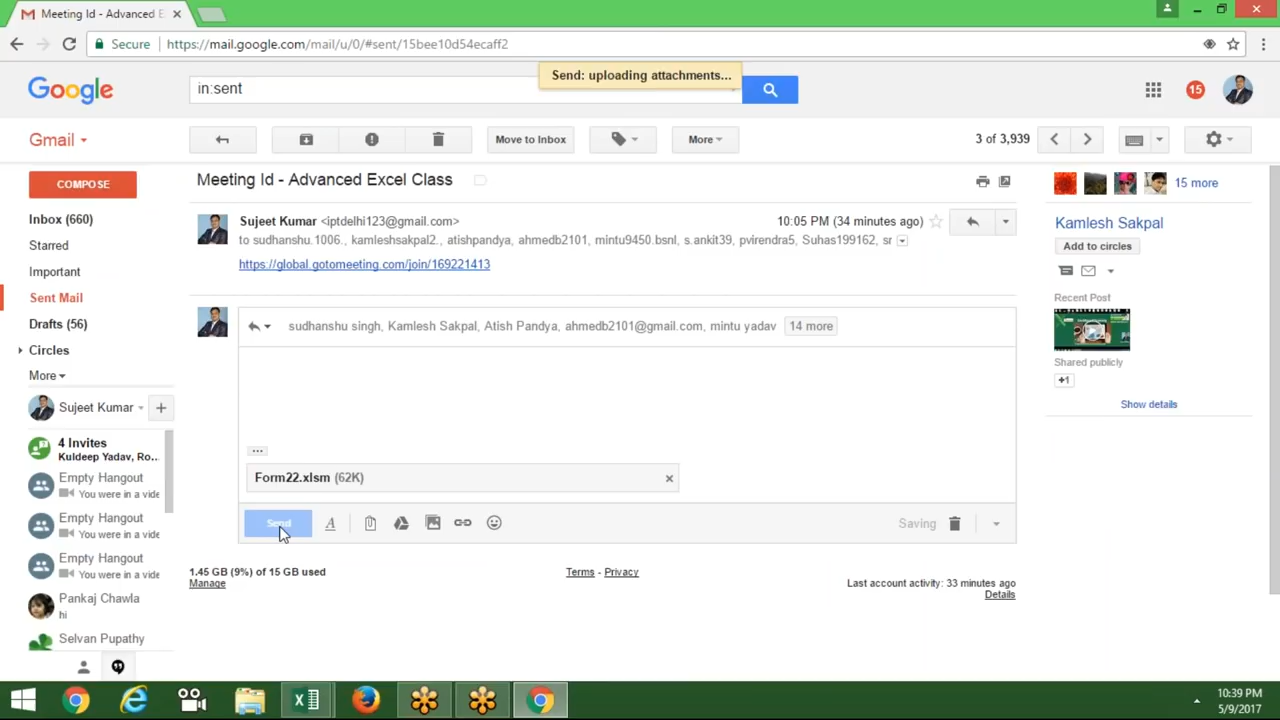 Meeting Id - Advanced E
Secure
https://mail.google.com/mail/u/0/#sent/15bee10d54ecaff2
Send: uploading attachments...
Google
in:sent
15
Gmail
Move to Inbox
More
3 of 3,939
COMPOSE
Inbox (660)
Starred
Important
Sent Mail
Drafts (56)
Circles
More
Sujeet Kumar
4 Invites
Kuldeep Yadav, Ro...
Empty Hangout
You were in a vide
Empty Hangout
You were in a vide
Empty Hangout
You were in a vide
Pankaj Chawla
hi
Selvan Pupathy
Meeting Id - Advanced Excel Class
Sujeet Kumar <iptdelhi123@gmail.com>
10:05 PM (34 minutes ago)
to sudhanshu.1006., kamleshsakpal2., atishpandya, ahmedb2101, mintu9450.bsnl, s.ankit39, pvirendra5, Suhas199162, sr
https://global.gotomeeting.com/join/169221413
sudhanshu singh, Kamlesh Sakpal, Atish Pandya, ahmedb2101@gmail.com, mintu yadav
14 more
Form22.xlsm (62K)
Send
Saving
1.45 GB (9%) of 15 GB used
Manage
Terms - Privacy
Last account activity: 33 minutes ago
Details
15 more
Kamlesh Sakpal
Add to circles
Recent Post
Shared publicly
+1
Show details
10:39 PM
5/9/2017